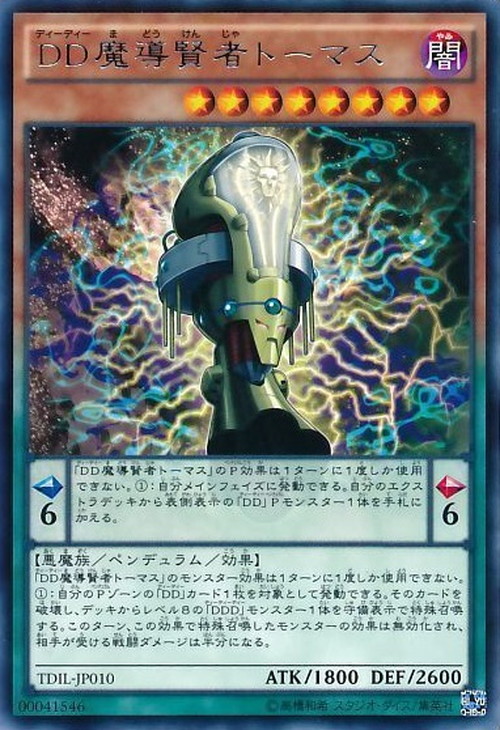 ディーディー ま どう けん じゃ
DD魔導賢者トーマス
やみ
闇
「DD魔導賢者トーマス」のP効果は1ターンに1度しか使用
できない。①：自分メインフェイズに発動できる。自分のエクス
トラデッキから表側表示の「DD」Pモンスター1体を手札に
加える。
6
6
【悪魔族／ペンデュラム／効果】
「DD魔導賢者トーマス」のモンスター効果は1ターンに1度しか使用できない。
①：自分のPゾーンの「DD」カード1枚を対象として発動できる。そのカードを
破壊し、デッキからレベル8の「DDD」モンスター1体を守備表示で特殊召喚
する。このターン、この効果で特殊召喚したモンスターの効果は無効化され、
相手が受ける戦闘ダメージは半分になる。
TDIL-JP010
ATK/1800 DEF/2600
00041546
©高橋和希 スタジオ・ダイス/集英社